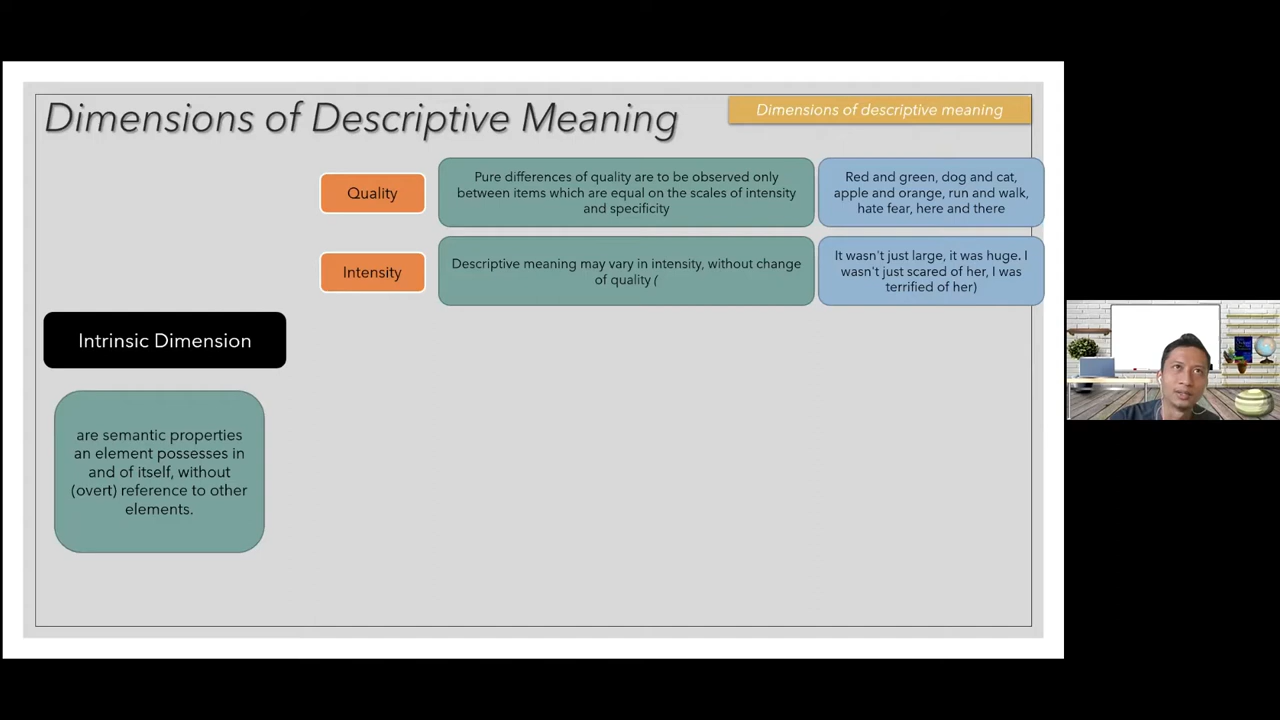 Dimensions of Descriptive Meaning
Dimensions of descriptive meaning
Quality
Pure differences of quality are to be observed only
between items which are equal on the scales of intensity
and specificity
Red and green, dog and cat,
apple and orange, run and walk,
hate fear, here and there
Intensity
Descriptive meaning may vary in intensity, without change
of quality (
It wasn't just large, it was huge. I
wasn't just scared of her, I was
terrified of her)
Intrinsic Dimension
are semantic properties
an element possesses in
and of itself, without
(overt) reference to other
elements.